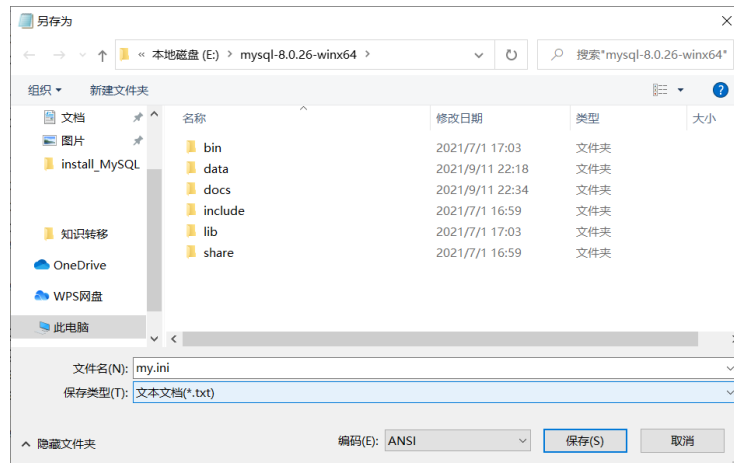 另存为
« 本地磁盘 (E:) › mysql-8.0.26-winx64 ›
搜索"mysql-8.0.26-winx64"
组织 新建文件夹
文档
图片
install_MySQL
知识转移
OneDrive
WPS网盘
此电脑
名称 修改日期 类型 大小
bin 2021/7/1 17:03 文件夹
data 2021/9/11 22:18 文件夹
docs 2021/9/11 22:34 文件夹
include 2021/7/1 16:59 文件夹
lib 2021/7/1 17:03 文件夹
share 2021/7/1 16:59 文件夹
文件名(N): my.ini
保存类型(T): 文本文档(*.txt)
隐藏文件夹 编码(E): ANSI 保存(S) 取消